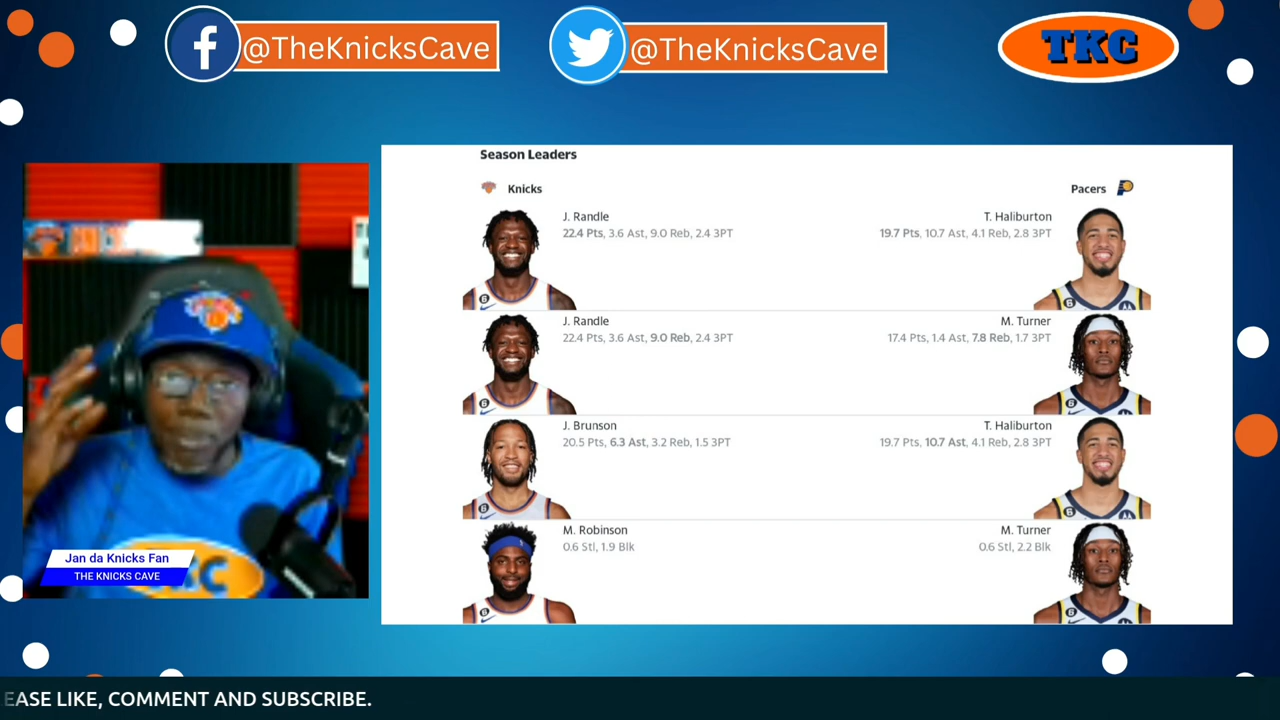 @TheKnicksCave
@TheKnicksCave
TKC
Season Leaders
Knicks
Pacers
J. Randle
22.4 Pts, 3.6 Ast, 9.0 Reb, 2.4 3PT
T. Haliburton
19.7 Pts, 10.7 Ast, 4.1 Reb, 2.8 3PT
J. Randle
22.4 Pts, 3.6 Ast, 9.0 Reb, 2.4 3PT
M. Turner
17.4 Pts, 1.4 Ast, 7.8 Reb, 1.7 3PT
J. Brunson
20.5 Pts, 6.3 Ast, 3.2 Reb, 1.5 3PT
T. Haliburton
19.7 Pts, 10.7 Ast, 4.1 Reb, 2.8 3PT
M. Robinson
0.6 Stl, 1.9 Blk
M. Turner
0.6 Stl, 2.2 Blk
Jan da Knicks Fan
THE KNICKS CAVE
EASE LIKE, COMMENT AND SUBSCRIBE.